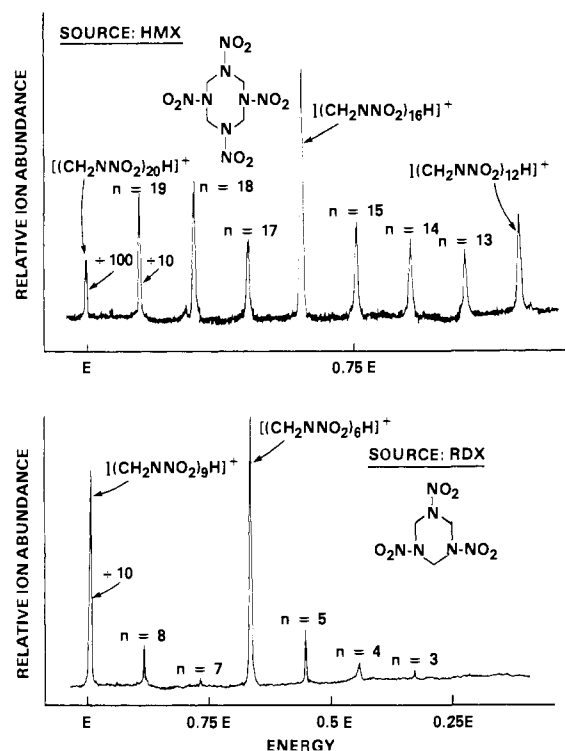 SOURCE: HMX
NO₂
N
O₂N-N N-NO₂
N
NO₂
](CH₂NNO₂)₁₆H]⁺
[(CH₂NNO₂)₂₀H]⁺
](CH₂NNO₂)₁₂H]⁺
n = 19
n = 18
n = 17
n = 15
n = 14
n = 13
÷100
÷10
RELATIVE ION ABUNDANCE
E
0.75 E
[(CH₂NNO₂)₆H]⁺
](CH₂NNO₂)₉H]⁺
SOURCE: RDX
NO₂
N
O₂N-N N-NO₂
÷10
n = 8
n = 7
n = 5
n = 4
n = 3
RELATIVE ION ABUNDANCE
E
0.75 E
0.5 E
0.25E
ENERGY